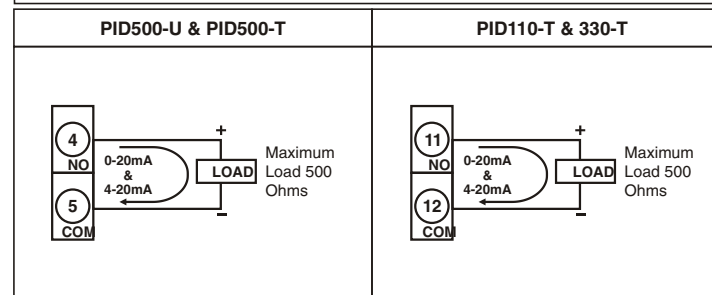 PID500-U & PID500-T
PID110-T & 330-T
4
NO
5
COM
0-20mA
&
4-20mA
+
LOAD
–
Maximum
Load 500
Ohms
11
NO
12
COM
0-20mA
&
4-20mA
+
LOAD
–
Maximum
Load 500
Ohms